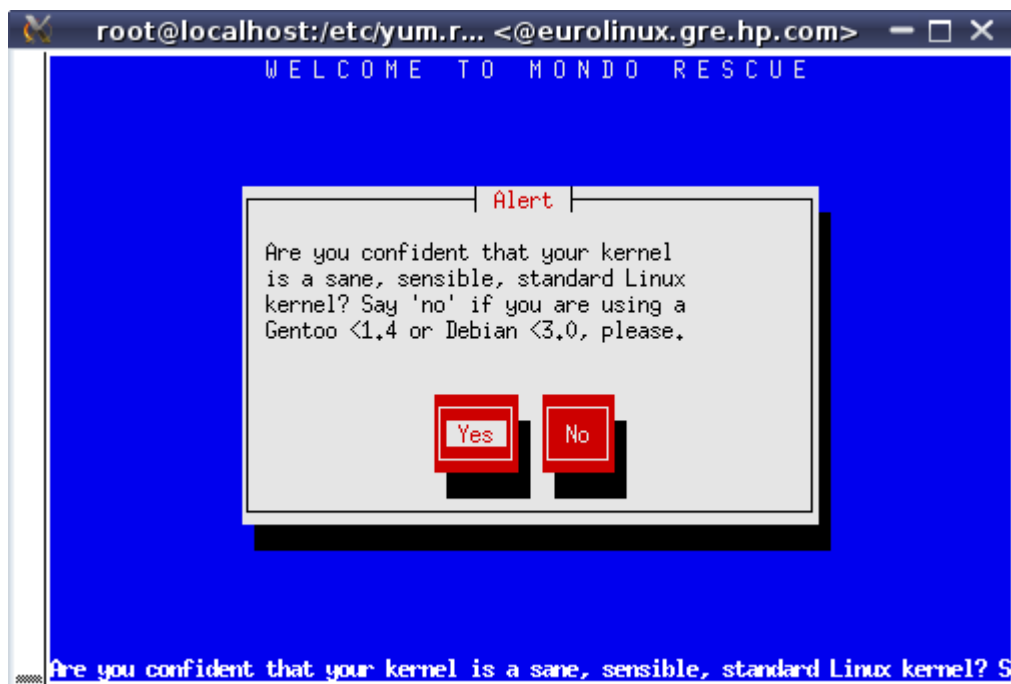 root@localhost:/etc/yum.r... <@eurolinux.gre.hp.com>
WELCOME TO MONDO RESCUE
Alert
Are you confident that your kernel
is a sane, sensible, standard Linux
kernel? Say 'no' if you are using a
Gentoo <1.4 or Debian <3.0, please.
Yes No
Are you confident that your kernel is a sane, sensible, standard Linux kernel? S